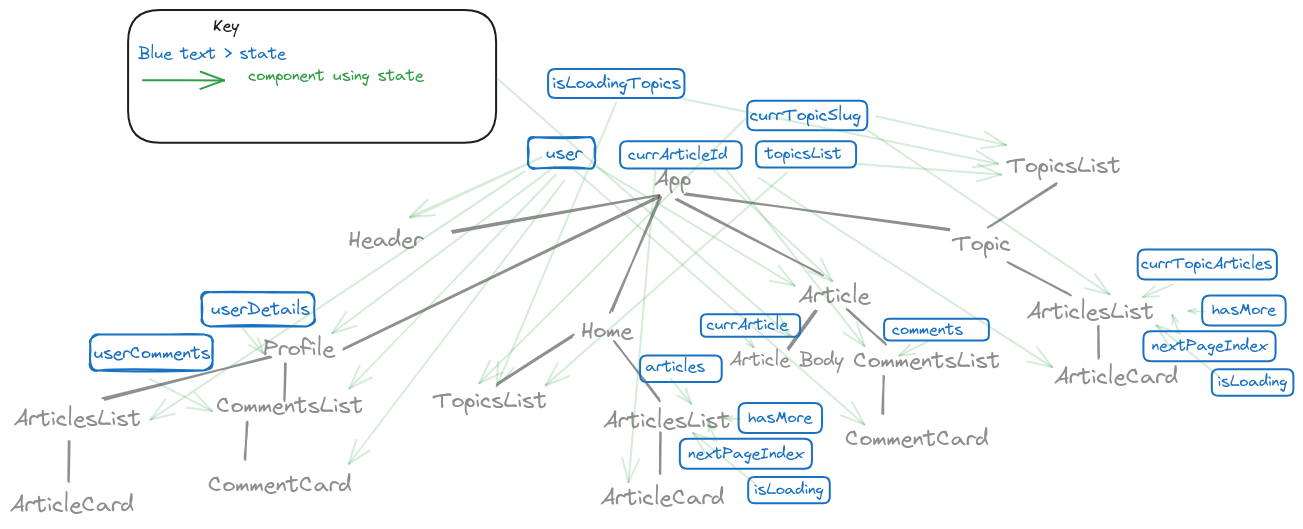 Key
Blue text > state
component using state
isLoadingTopics
currTopicSlug
user
currArticleId
topicsList
App
TopicsList
Header
Topic
currTopicArticles
userDetails
Article
ArticlesList
hasMore
currArticle
comments
Home
userComments
Profile
nextPageIndex
Article Body
CommentsList
articles
ArticleCard
isLoading
ArticlesList
CommentsList
TopicsList
ArticlesList
hasMore
CommentCard
nextPageIndex
CommentCard
isLoading
ArticleCard
ArticleCard